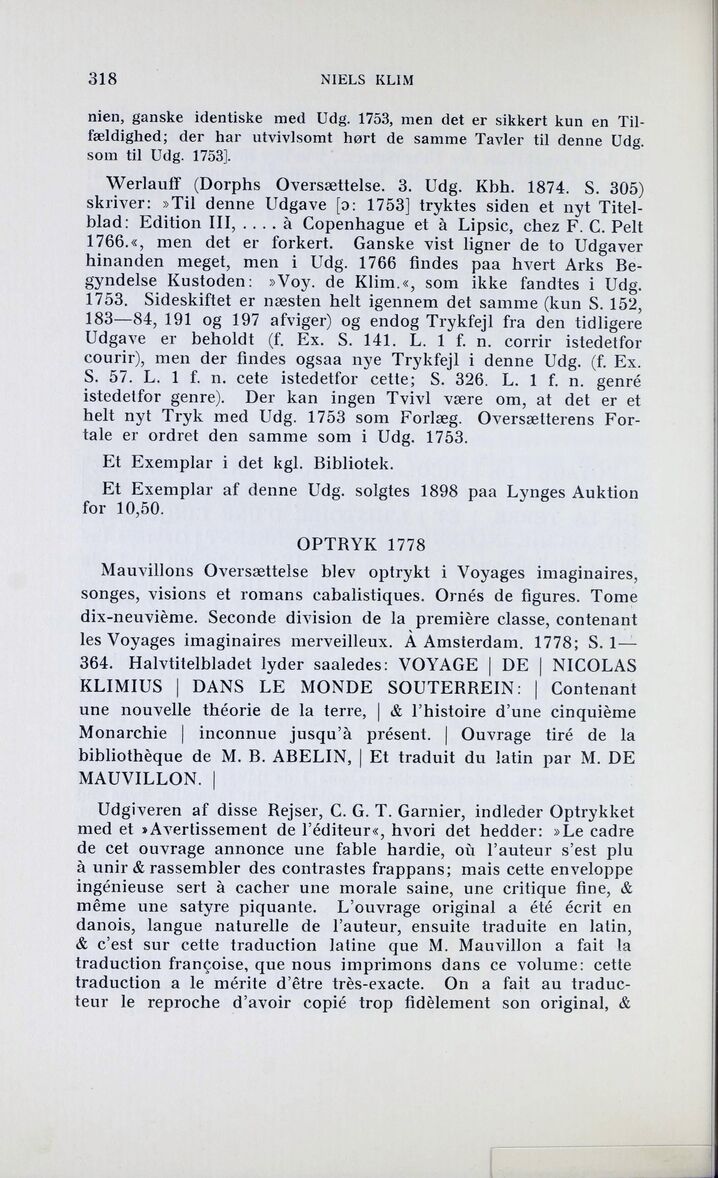 318 NIELS KLIM
nien, ganske identiske med Udg. 1753, men det er sikkert kun en Til-
fældighed; der har utvivlsomt hørt de samme Tavler til denne Udg.
som til Udg. 1753].
Werlauff (Dorphs Oversættelse. 3. Udg. Kbh. 1874. S. 305)
skriver: »Til denne Udgave [ɔ: 1753] tryktes siden et nyt Titel-
blad: Edition III, .... à Copenhague et à Lipsic, chez F. C. Pelt
1766.«, men det er forkert. Ganske vist ligner de to Udgaver
hinanden meget, men i Udg. 1766 findes paa hvert Arks Be-
gyndelse Kustoden: »Voy. de Klim.«, som ikke fandtes i Udg.
1753. Sideskiftet er næsten helt igennem det samme (kun S. 152,
183—84, 191 og 197 afviger) og endog Trykfejl fra den tidligere
Udgave er beholdt (f. Ex. S. 141. L. 1 f. n. corrir istedetfor
courir), men der findes ogsaa nye Trykfejl i denne Udg. (f. Ex.
S. 57. L. 1 f. n. cete istedetfor cette; S. 326. L. 1 f. n. genré
istedetfor genre). Der kan ingen Tvivl være om, at det er et
helt nyt Tryk med Udg. 1753 som Forlæg. Oversætterens For-
tale er ordret den samme som i Udg. 1753.
Et Exemplar i det kgl. Bibliotek.
Et Exemplar af denne Udg. solgtes 1898 paa Lynges Auktion
for 10,50.
OPTRYK 1778
Mauvillons Oversættelse blev optrykt i Voyages imaginaires,
songes, visions et romans cabalistiques. Ornés de figures. Tome
dix-neuvième. Seconde division de la première classe, contenant
les Voyages imaginaires merveilleux. À Amsterdam. 1778; S. 1—
364. Halvtitelbladet lyder saaledes: VOYAGE | DE | NICOLAS
KLIMIUS | DANS LE MONDE SOUTERREIN: | Contenant
une nouvelle théorie de la terre, | & l'histoire d'une cinquième
Monarchie | inconnue jusqu'à présent. | Ouvrage tiré de la
bibliothèque de M. B. ABELIN, | Et traduit du latin par M. DE
MAUVILLON. |
Udgiveren af disse Rejser, C. G. T. Garnier, indleder Optrykket
med et »Avertissement de l'éditeur«, hvori det hedder: »Le cadre
de cet ouvrage annonce une fable hardie, où l'auteur s'est plu
à unir & rassembler des contrastes frappans; mais cette enveloppe
ingénieuse sert à cacher une morale saine, une critique fine, &
même une satyre piquante. L'ouvrage original a été écrit en
danois, langue naturelle de l'auteur, ensuite traduite en latin,
& c'est sur cette traduction latine que M. Mauvillon a fait la
traduction françoise, que nous imprimons dans ce volume: cette
traduction a le mérite d'être très-exacte. On a fait au traduc-
teur le reproche d'avoir copié trop fidèlement son original, &